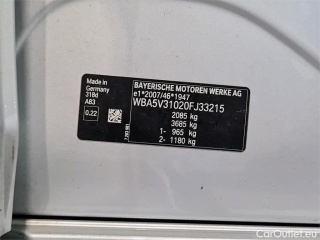 Made in
Germany
318d
A83
0.22
BAYERISCHE MOTOREN WERKE AG
e1*2007/46*1947
WBA5V31020FJ33215
2085 kg
3685 kg
1- 965 kg
2- 1180 kg
CarOutlet.eu